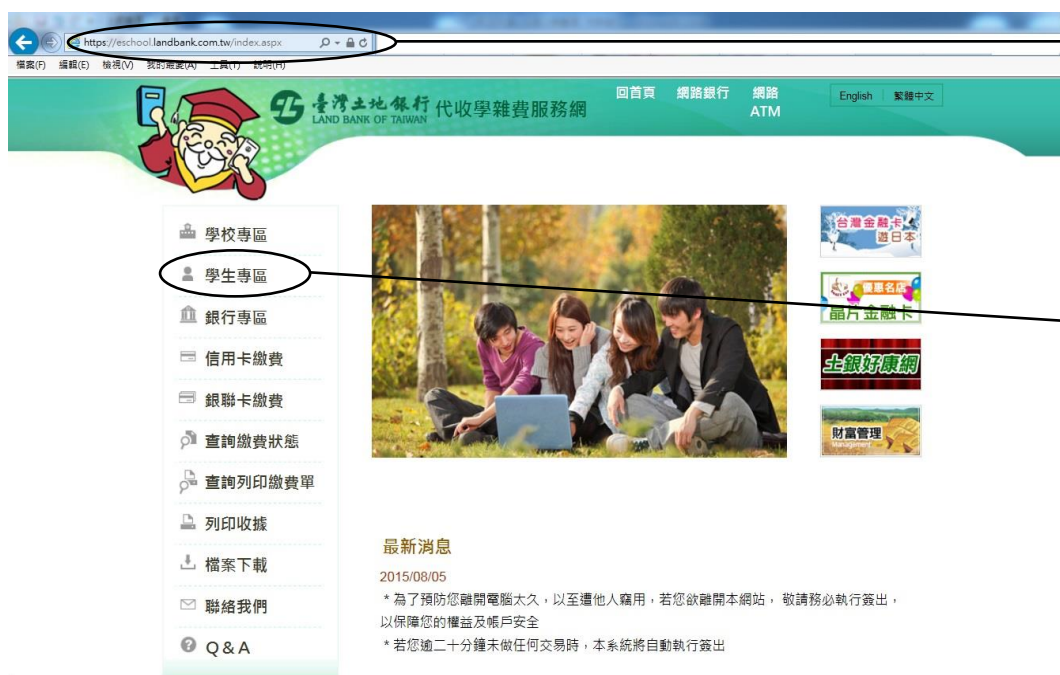 https://eschool.landbank.com.tw/index.aspx
檔案(F) 編輯(E) 檢視(V) 我的最愛(A) 工具(T) 說明(H)
臺灣土地銀行 代收學雜費服務網
LAND BANK OF TAIWAN
回首頁 網路銀行 網路
ATM
English 繁體中文
學校專區
學生專區
銀行專區
信用卡繳費
銀聯卡繳費
查詢繳費狀態
查詢列印繳費單
列印收據
檔案下載
聯絡我們
Q & A
台灣金融卡
遊日本
優惠名店
晶片金融卡
土銀好康網
財富管理
Management
最新消息
2015/08/05
* 為了預防您離開電腦太久，以至遭他人竊用，若您欲離開本網站， 敬請務必執行簽出，
以保障您的權益及帳戶安全
* 若您逾二十分鐘未做任何交易時，本系統將自動執行簽出